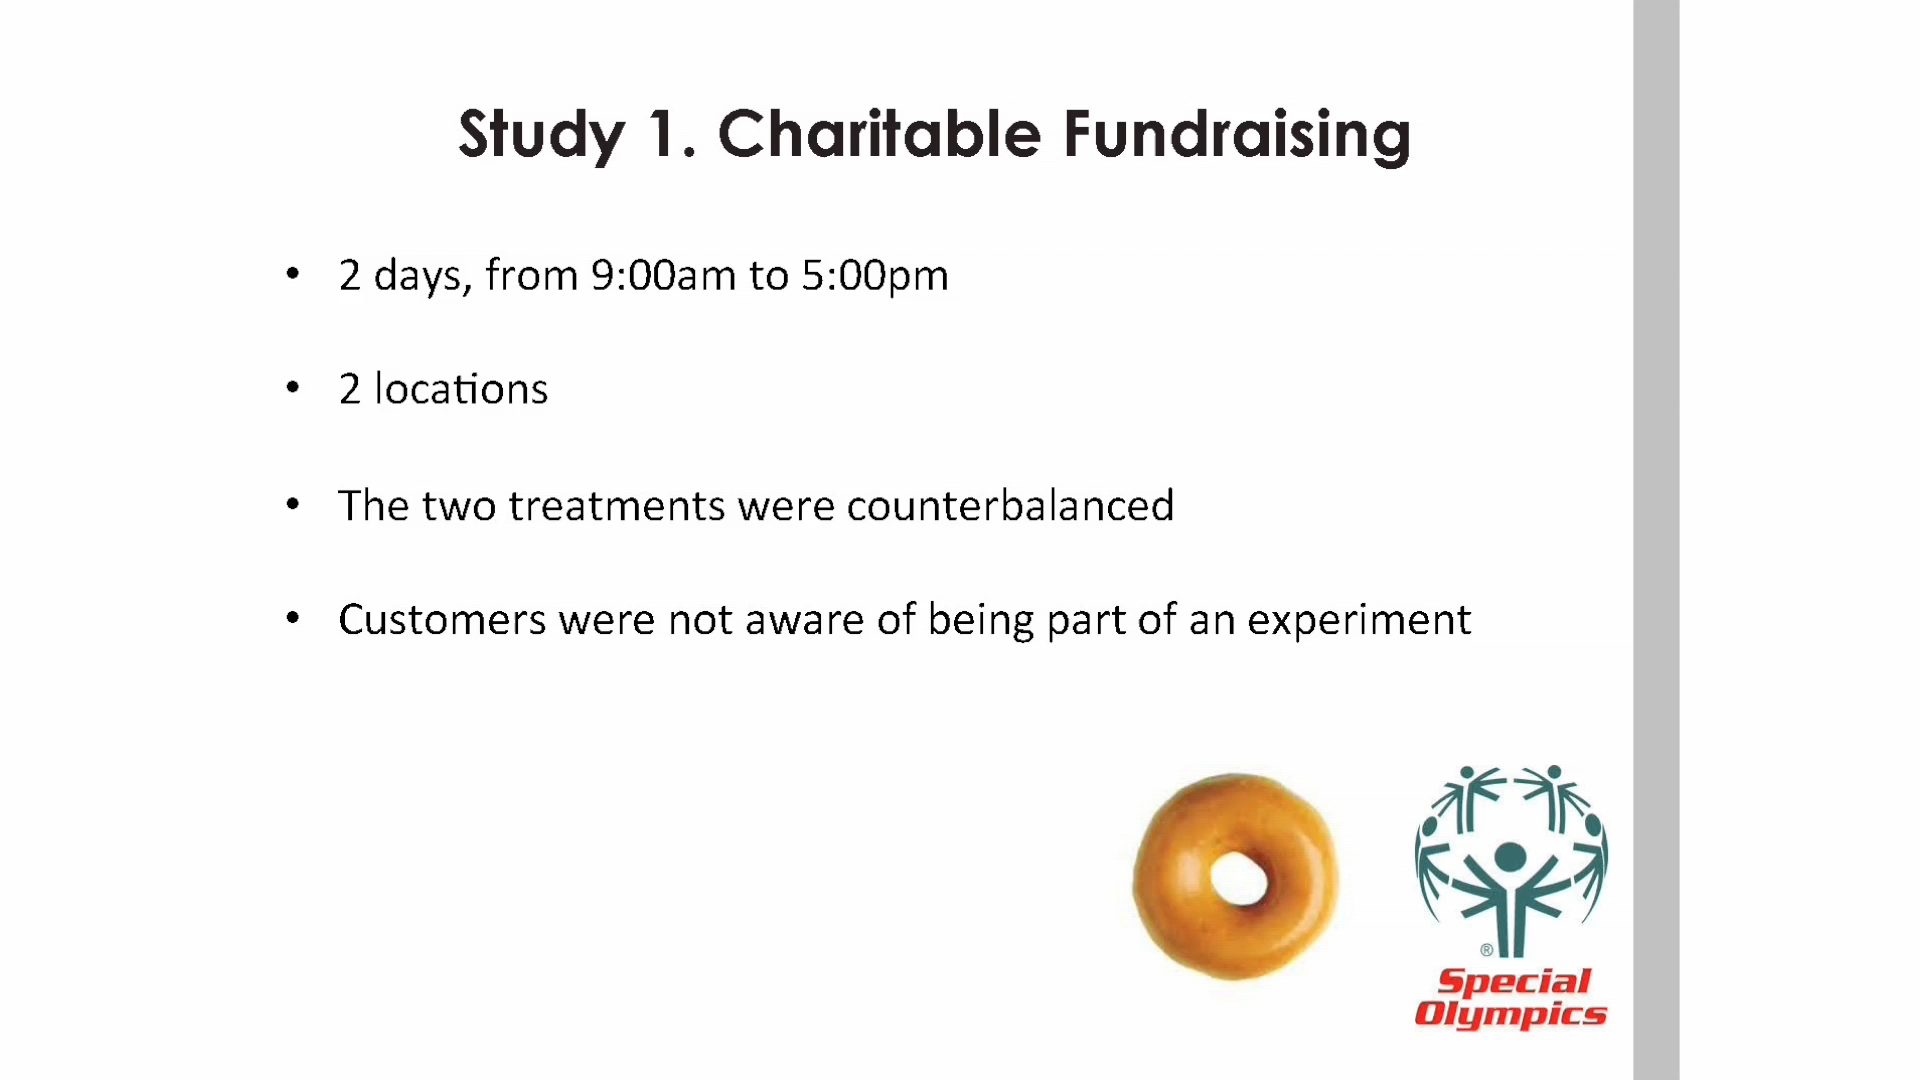 Study 1. Charitable Fundraising
• 2 days, from 9:00am to 5:00pm
• 2 locations
• The two treatments were counterbalanced
• Customers were not aware of being part of an experiment
®
Special
Olympics